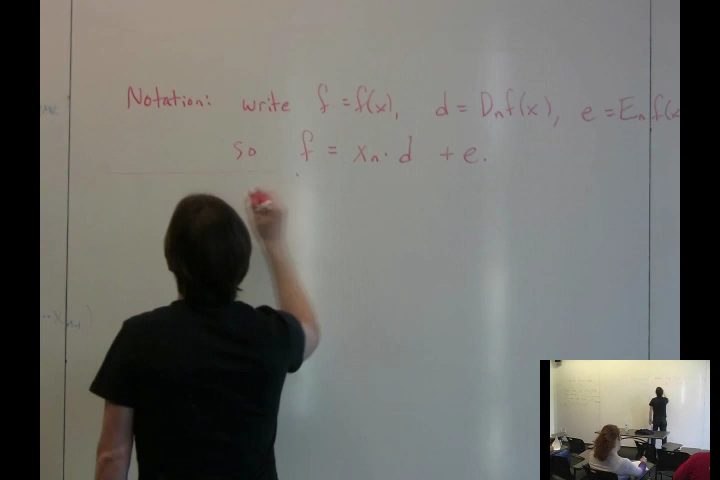 Notation: write f = f(x), d = Dₙf(x), e = Eₙf(x
so f = xₙ · d + e.